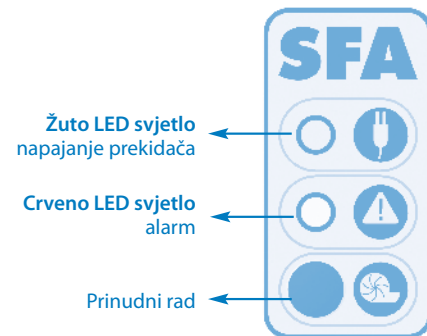 SFA
Žuto LED svjetlo
napajanje prekidača
Crveno LED svjetlo
alarm
Prinudni rad